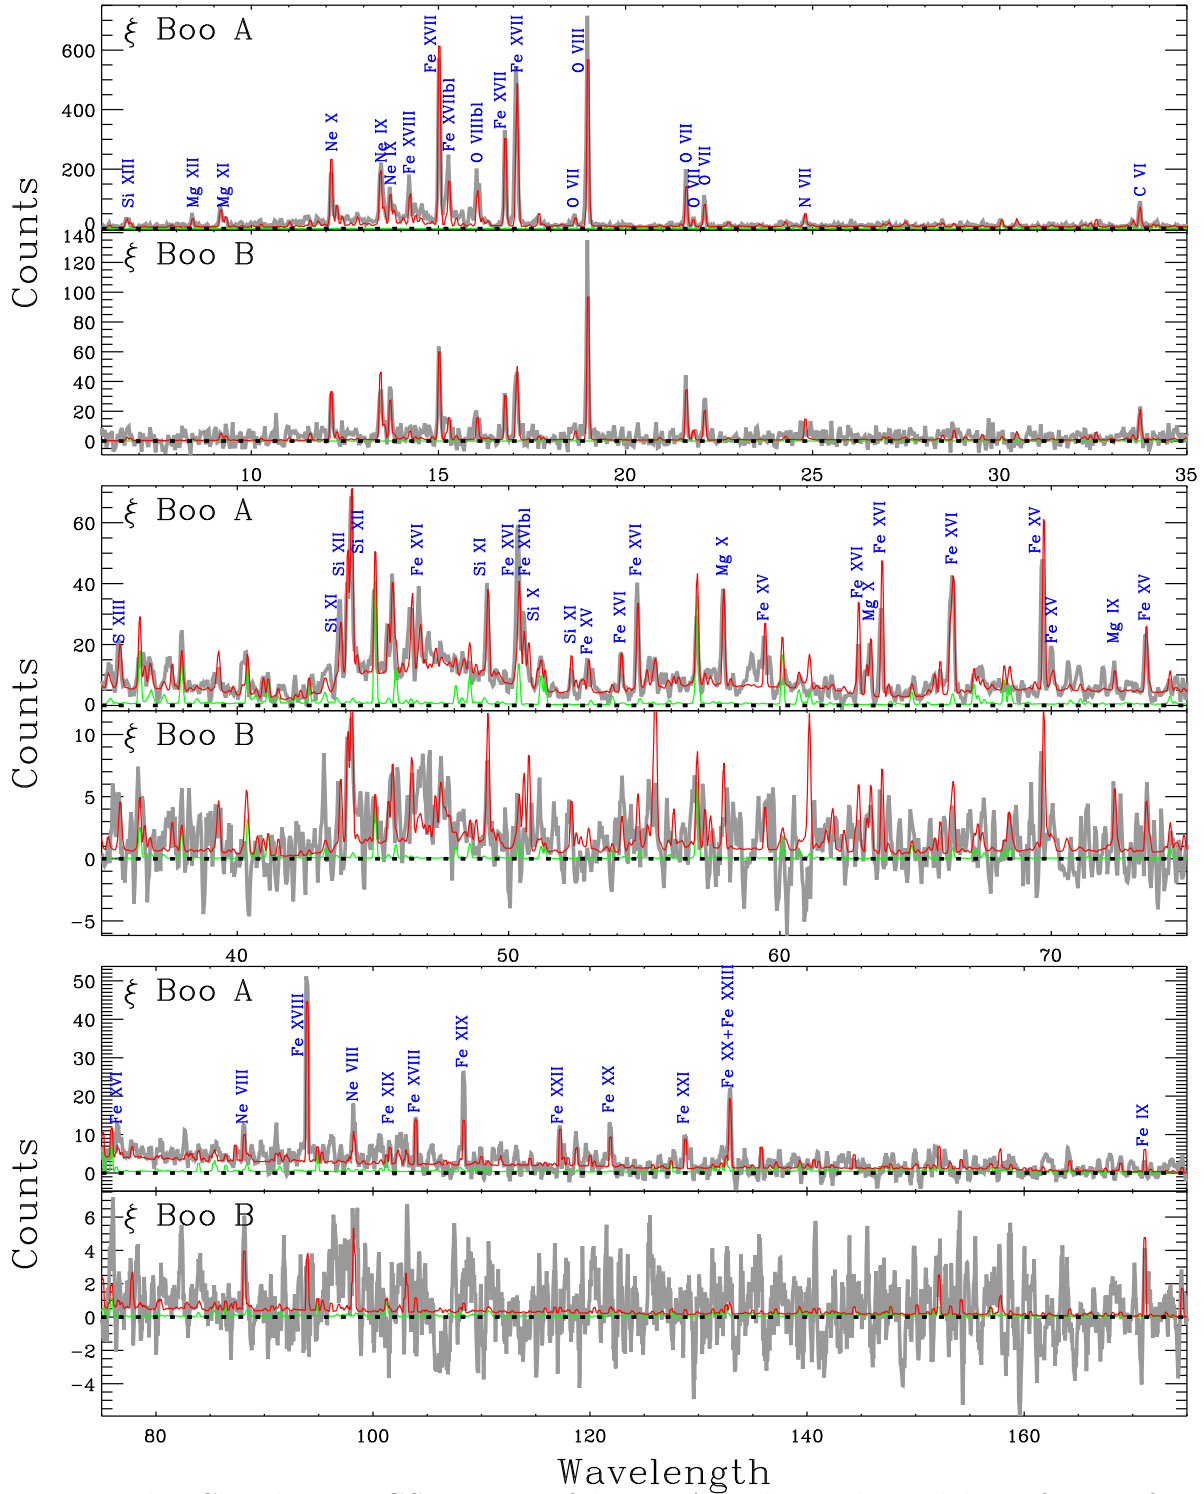 ξ Boo A
Counts
600
400
200
0
Si XIII
Mg XII
Mg XI
Ne X
Ne IX
Ne IX
Fe XVIII
Fe XVII
Fe XVIIbl
O VIIIbl
Fe XVII
Fe XVII
O VII
O VIII
O VII
O VII
O VII
N VII
C VI
ξ Boo B
140
120
100
80
60
40
20
0
10
15
20
25
30
35
ξ Boo A
Counts
60
40
20
0
S XIII
Si XI
Si XII
Si XII
Fe XVI
Si XI
Fe XVI
Fe XVIbl
Si X
Si XI
Fe XV
Fe XVI
Fe XVI
Mg X
Fe XV
Fe XVI
Mg X
Fe XVI
Fe XVI
Fe XV
Fe XV
Mg IX
Fe XV
ξ Boo B
10
5
0
-5
40
50
60
70
ξ Boo A
Counts
50
40
30
20
10
0
Fe XVI
Ne VIII
Fe XVIII
Ne VIII
Fe XIX
Fe XVIII
Fe XIX
Fe XXII
Fe XX
Fe XXI
Fe XX+Fe XXIII
Fe IX
ξ Boo B
6
4
2
0
-2
-4
80
100
120
140
160
Wavelength